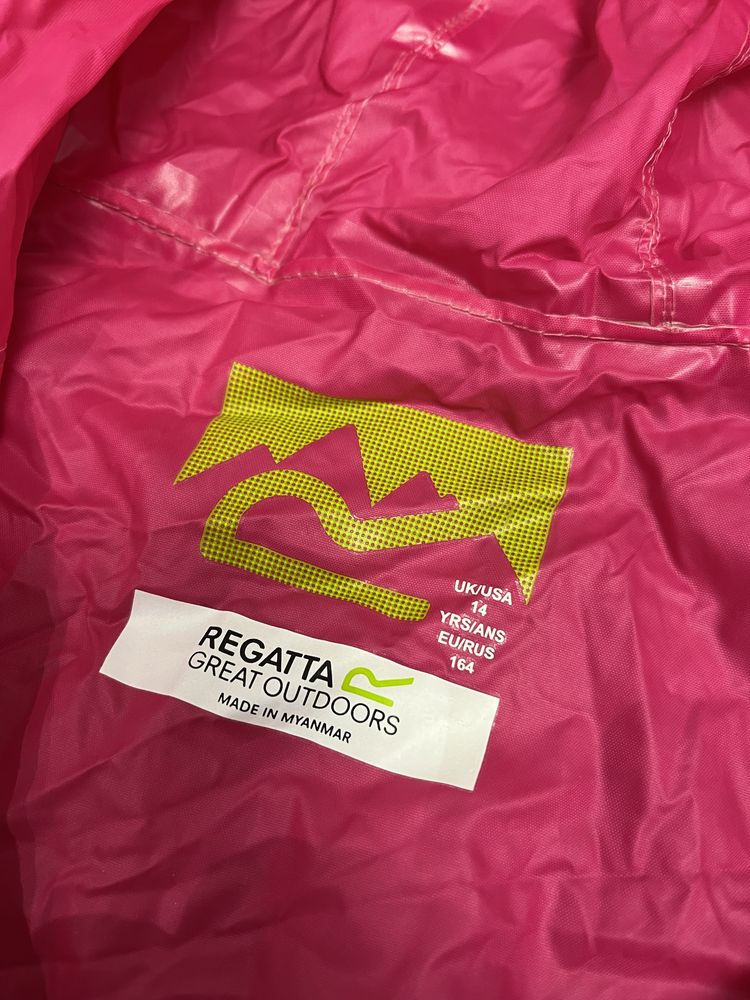 UK/USA
14
YRS/ANS
EU/RUS
164
REGATTA
GREAT OUTDOORS
MADE IN MYANMAR